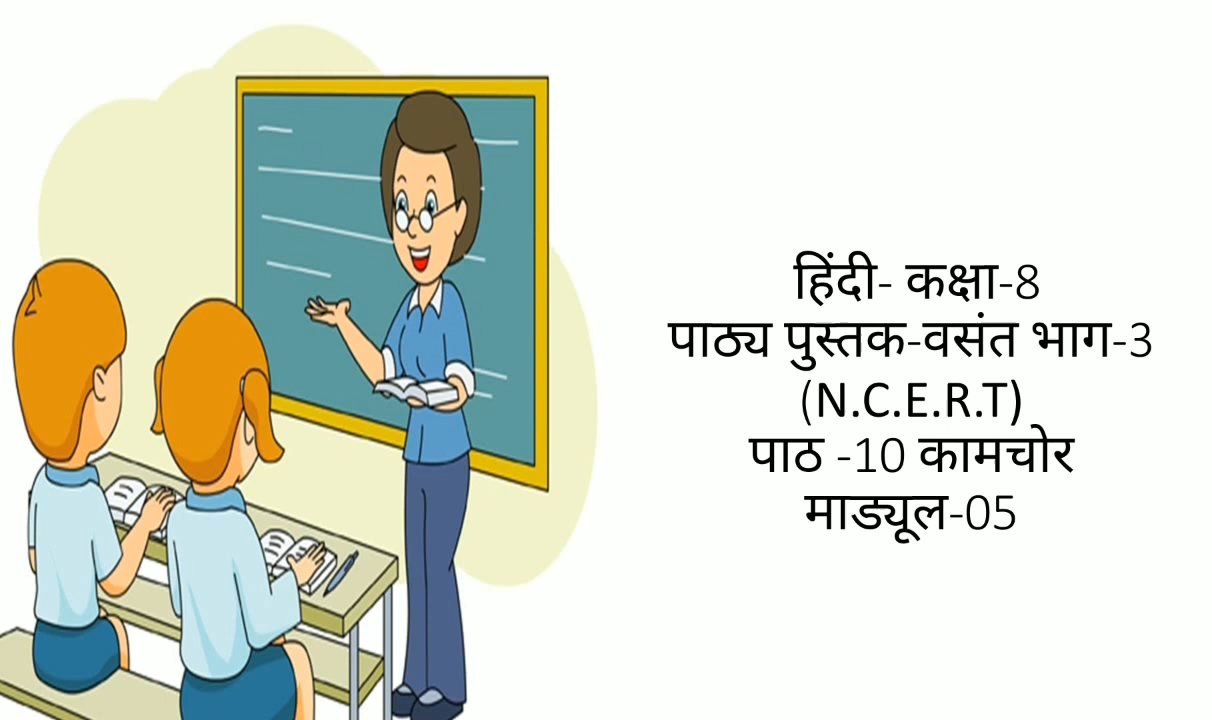 हिंदी- कक्षा-8
पाठ्य पुस्तक-वसंत भाग-3
(N.C.E.R.T)
पाठ -10 कामचोर
माड्यूल-05